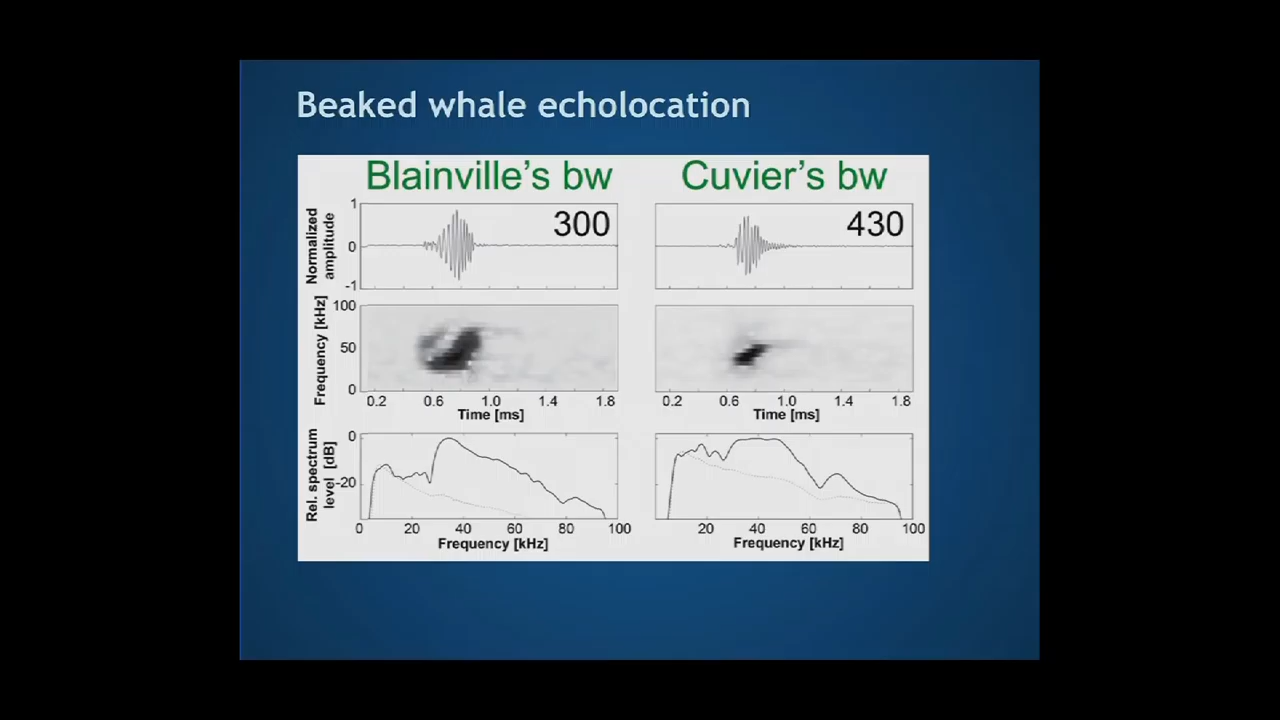 Beaked whale echolocation
Blainville's bw
Cuvier's bw
Normalized
amplitude
1
0
-1
300
430
Frequency [kHz]
100
50
0
0.2 0.6 1.0 1.4 1.8
Time [ms]
0.2 0.6 1.0 1.4 1.8
Time [ms]
Rel. spectrum
level [dB]
0
-20
0 20 40 60 80 100
Frequency [kHz]
20 40 60 80 100
Frequency [kHz]